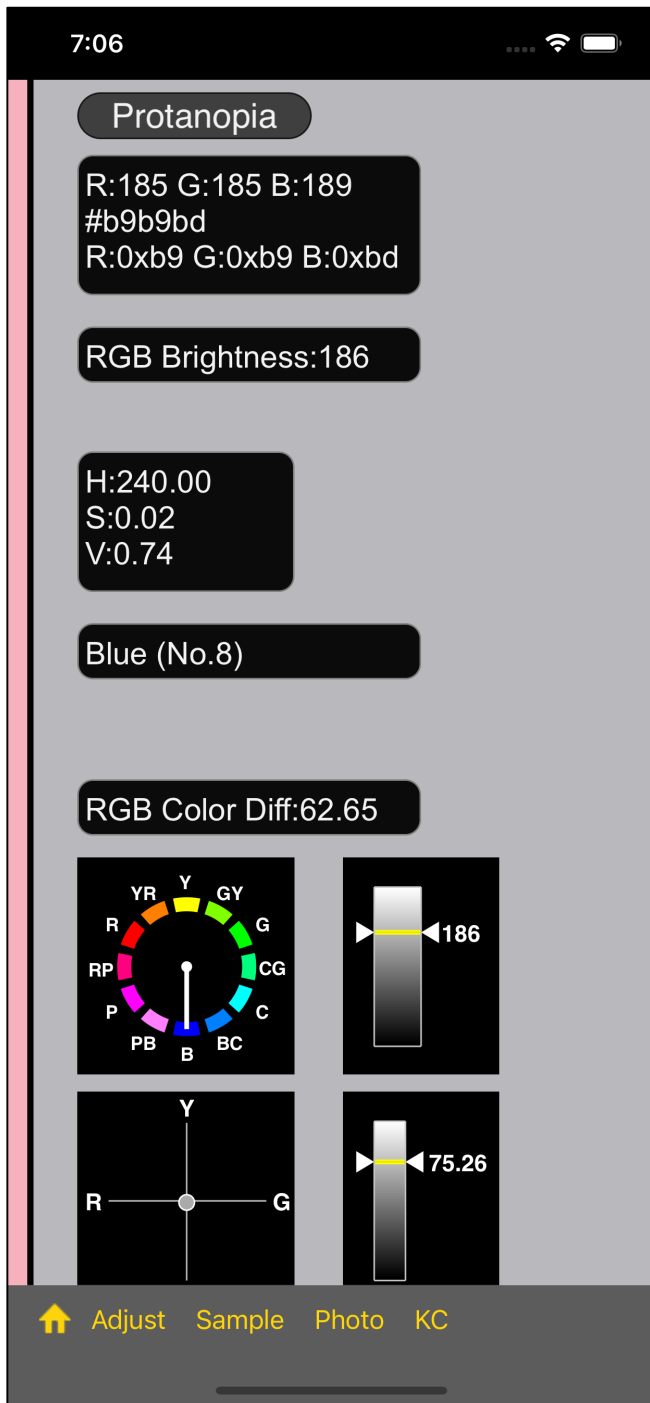 7:06
Protanopia
R:185 G:185 B:189
#b9b9bd
R:0xb9 G:0xb9 B:0xbd
RGB Brightness:186
H:240.00
S:0.02
V:0.74
Blue (No.8)
RGB Color Diff:62.65
Y
YR
GY
R
G
RP
CG
P
C
PB
BC
B
186
Y
R
G
75.26
Adjust
Sample
Photo
KC